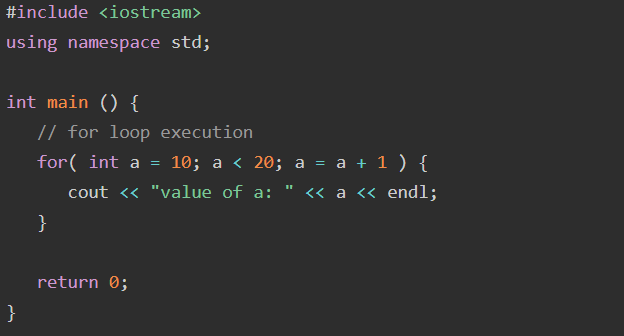 #include <iostream>
using namespace std;

int main () {
   // for loop execution
   for( int a = 10; a < 20; a = a + 1 ) {
      cout << "value of a: " << a << endl;
   }

   return 0;
}